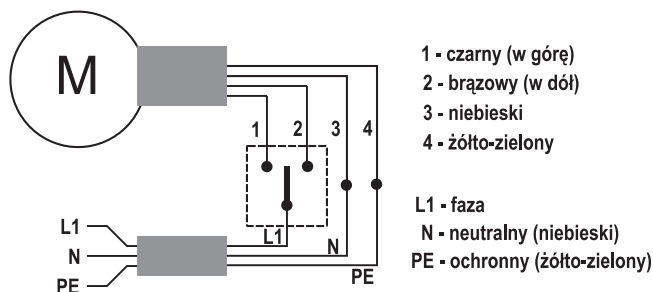 M
1 - czarny (w górę)
2 - brązowy (w dół)
3 - niebieski
4 - żółto-zielony
1 2 3 4
L1 - faza
N - neutralny (niebieski)
PE - ochronny (żółto-zielony)
L1
N
PE
L1
N
PE